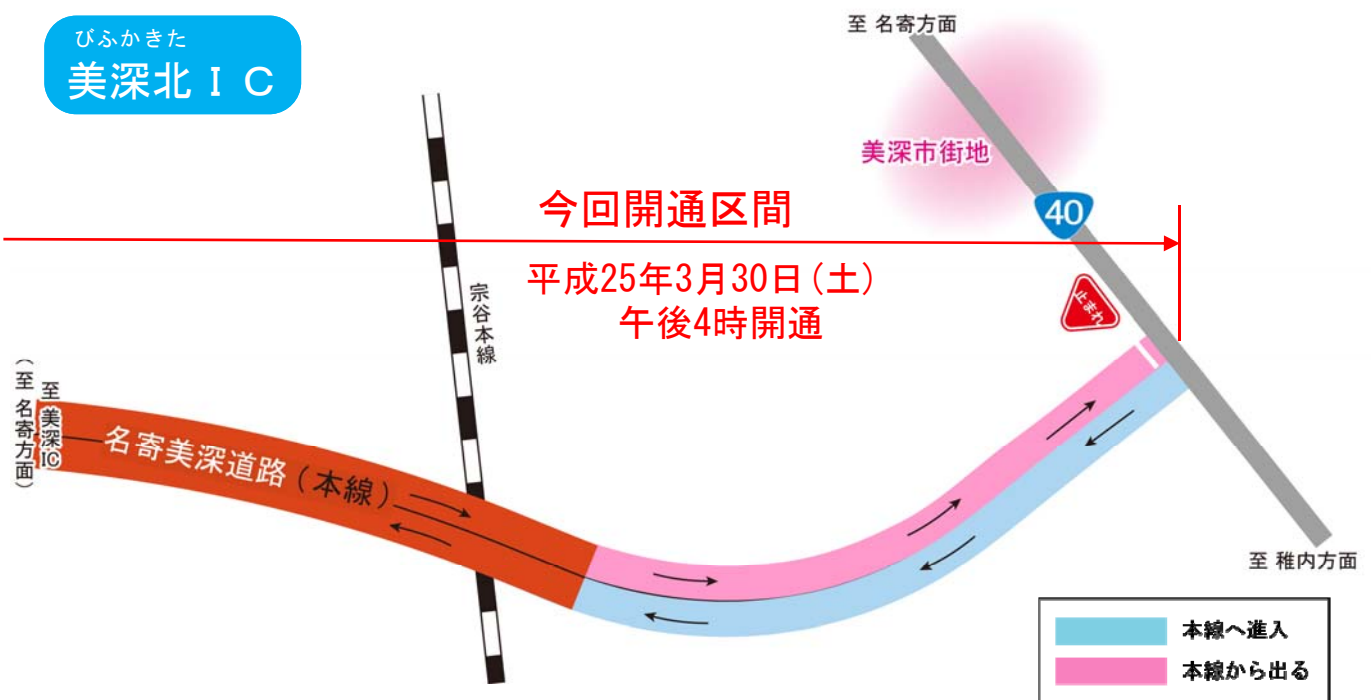 びふかきた
美深北ＩＣ
至 名寄方面
美深市街地
40
今回開通区間
平成25年3月30日(土)
午後4時開通
止まれ
宗谷本線
至 美深IC
(至 名寄方面)
名寄美深道路(本線)
至 稚内方面
本線へ進入
本線から出る